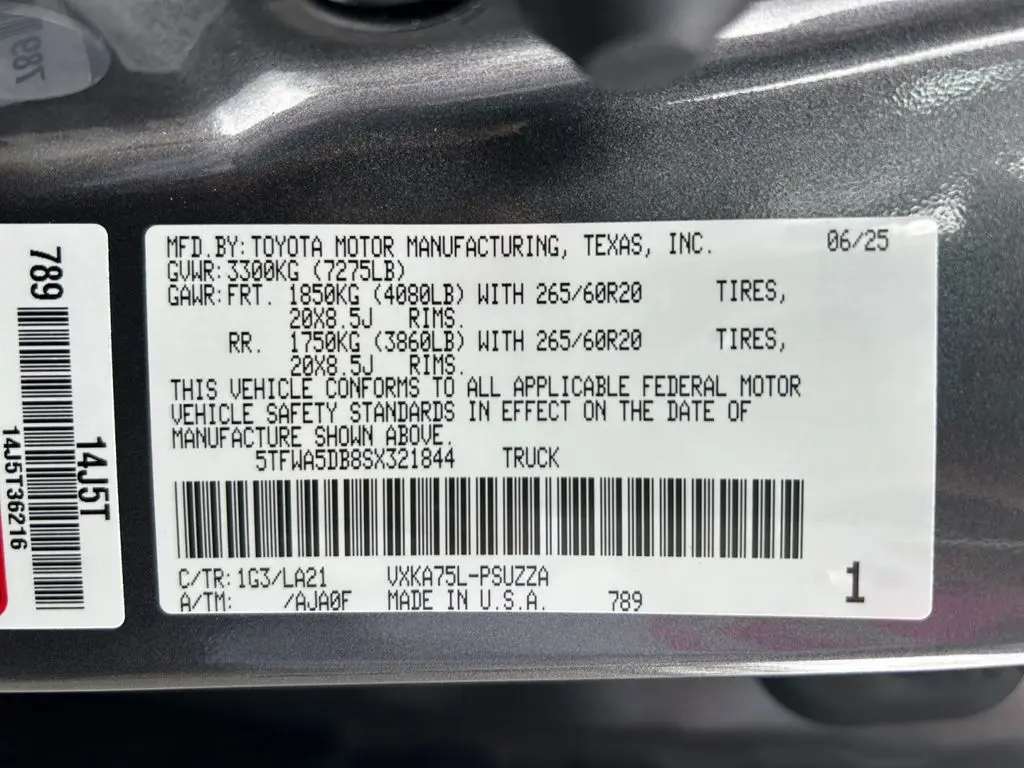 789
789
14J5T
14J5T36216
MFD.BY: TOYOTA MOTOR MANUFACTURING, TEXAS, INC. 06/25
GVWR: 3300KG (7275LB)
GAWR: FRT. 1850KG (4080LB) WITH 265/60R20 TIRES,
20X8.5J RIMS.
RR. 1750KG (3860LB) WITH 265/60R20 TIRES,
20X8.5J RIMS.
THIS VEHICLE CONFORMS TO ALL APPLICABLE FEDERAL MOTOR
VEHICLE SAFETY STANDARDS IN EFFECT ON THE DATE OF
MANUFACTURE SHOWN ABOVE.
5TFWA5DB8SX321844 TRUCK
C/TR: 1G3/LA21 VXKA75L-PSUZZA
A/TM: /AJA0F MADE IN U.S.A. 789
1